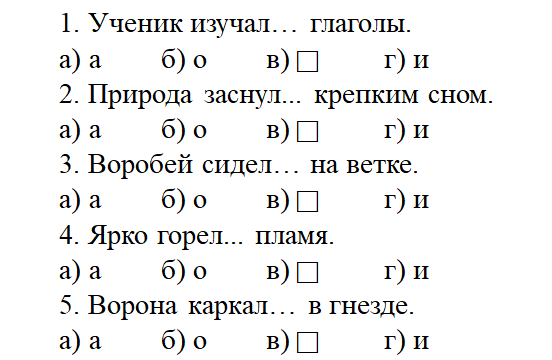 1. Ученик изучал… глаголы.
а) а б) о в) □ г) и
2. Природа заснул... крепким сном.
а) а б) о в) □ г) и
3. Воробей сидел… на ветке.
а) а б) о в) □ г) и
4. Ярко горел... пламя.
а) а б) о в) □ г) и
5. Ворона каркал… в гнезде.
а) а б) о в) □ г) и